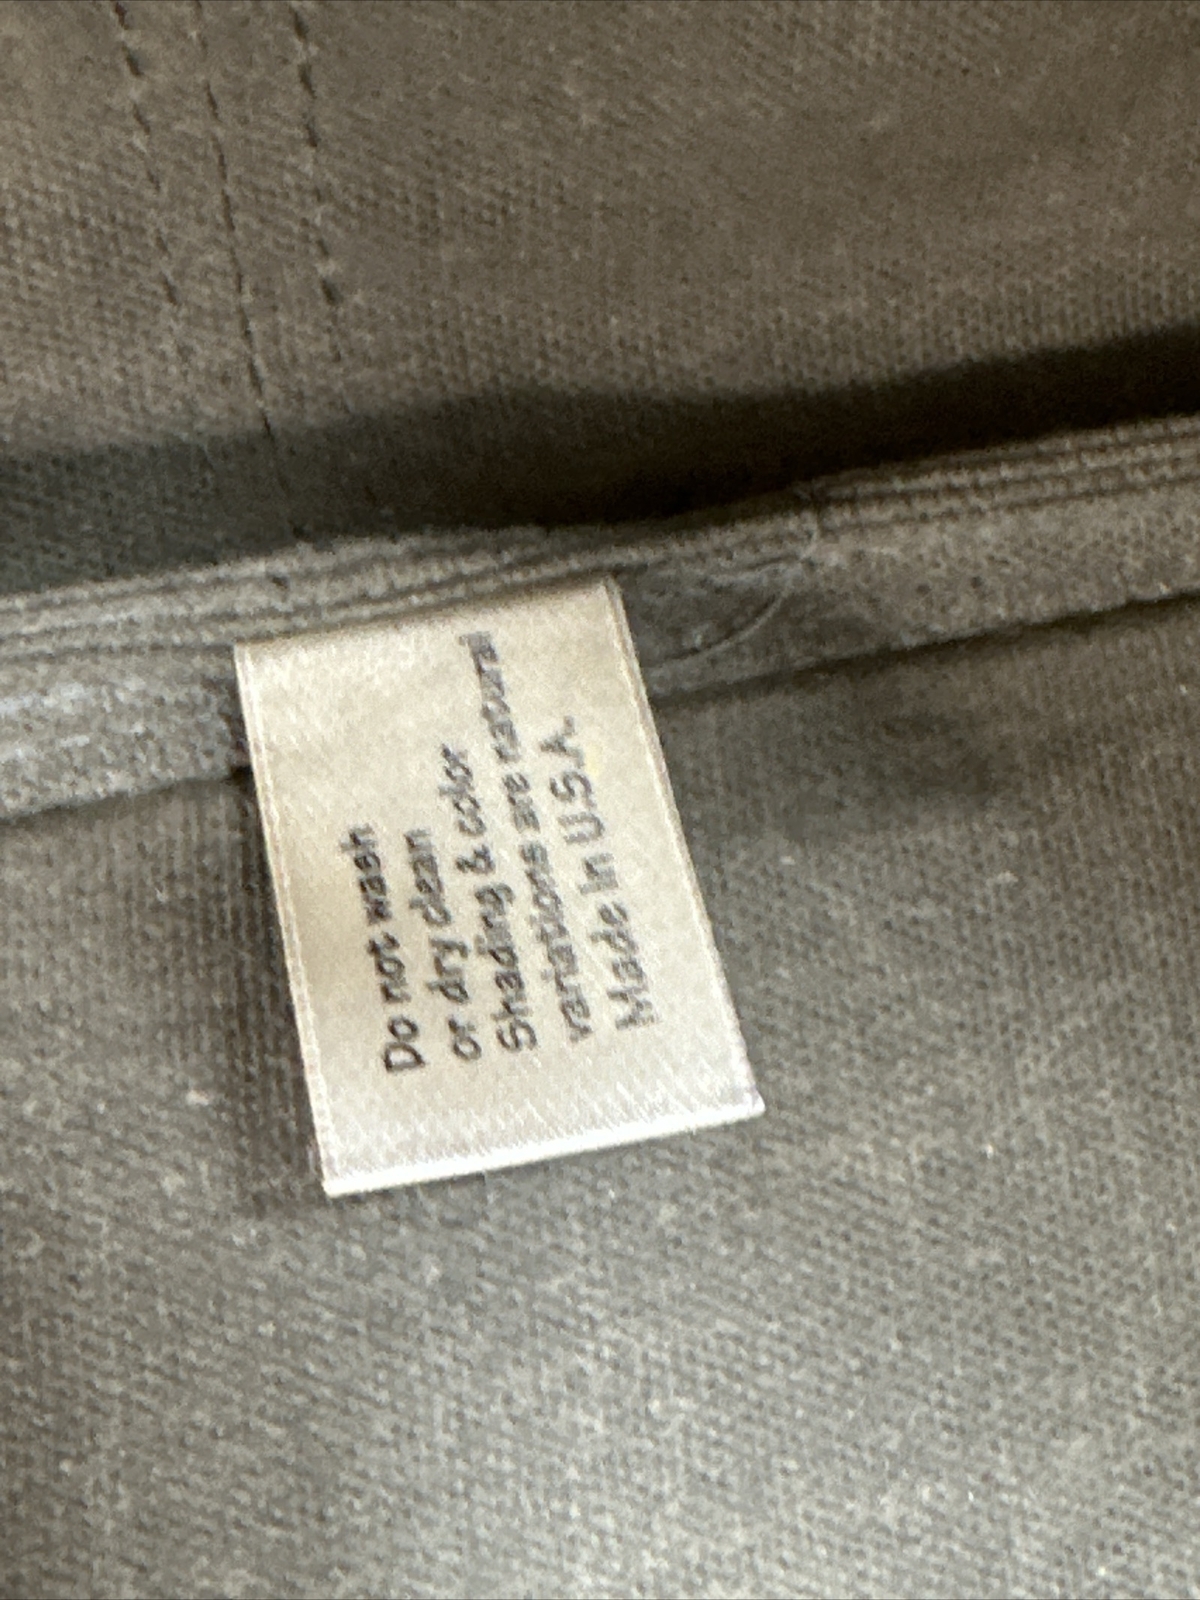 Do not wash
or dry clean
Shading & color
variations are natural
Made In U.S.A.